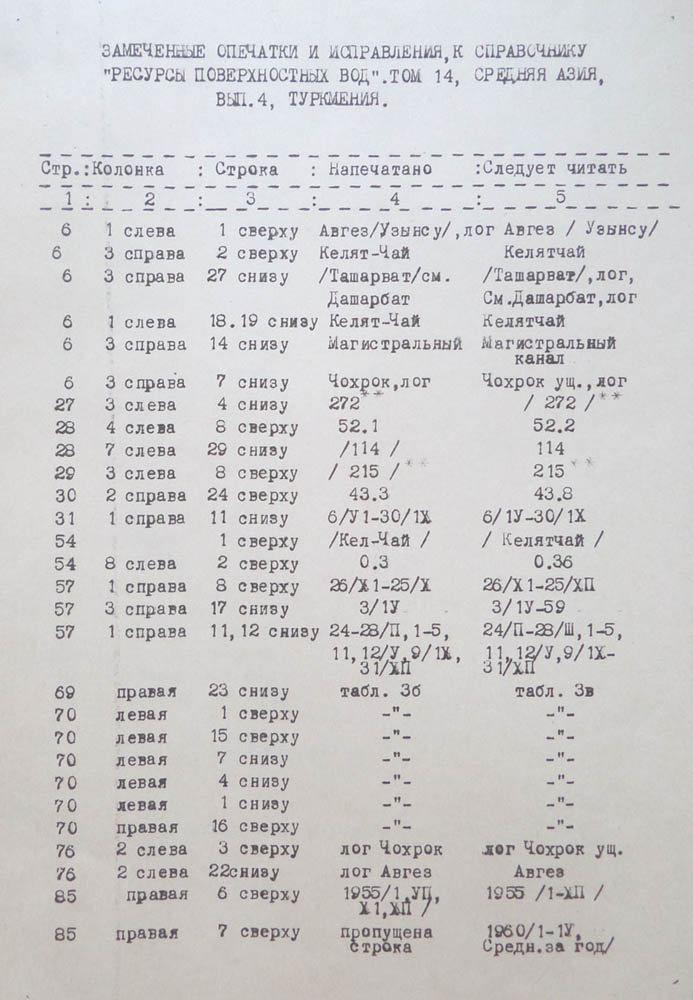 ЗАМЕЧЕННЫЕ ОПЕЧАТКИ И ИСПРАВЛЕНИЯ, К СПРАВОЧНИКУ
"РЕСУРСЫ ПОВЕРХНОСТНЫХ ВОД". ТОМ 14, СРЕДНЯЯ АЗИЯ,
ВЫП.4, ТУРКМЕНИЯ.
Стр.:Колонка : Строка : Напечатано :Следует читать
1 : 2 : 3 : 4 : 5
6 1 слева 1 сверху Авгез/Узынсу/,лог Авгез / Узынсу/
6 3 справа 2 сверху Келят-Чай Келятчай
6 3 справа 27 снизу /Ташарват/см. /Ташарват/,лог,
Дашарбат См.Дашарбат,лог
6 1 слева 18.19 снизу Келят-Чай Келятчай
6 3 справа 14 снизу Магистральный Магистральный
канал
6 3 справа 7 снизу Чохрок,лог Чохрок ущ.,лог
27 3 слева 4 снизу 272** / 272 /**
28 4 слева 8 сверху 52.1 52.2
28 7 слева 29 снизу /114 / 114
29 3 слева 8 сверху / 215 /** 215**
30 2 справа 24 сверху 43.3 43.8
31 1 справа 11 снизу 6/У1-30/1Х 6/1У-30/1Х
54 1 сверху /Кел-Чай / / Келятчай /
54 8 слева 2 сверху 0.3 0.36
57 1 справа 8 сверху 26/Х1-25/Х 26/Х1-25/ХП
57 3 справа 17 снизу 3/1У 3/1У-59
57 1 справа 11,12 снизу 24-28/П,1-5, 24/П-28/Ш,1-5,
11,12/У,9/1Х, 11,12/У,9/1Х-
31/ХП 31/ХП
69 правая 23 снизу табл. 3б табл. 3в
70 левая 1 сверху -"- -"-
70 левая 15 сверху -"- -"-
70 левая 7 снизу -"- -"-
70 левая 4 снизу -"- -"-
70 левая 1 снизу -"- -"-
70 правая 16 сверху -"- -"-
76 2 слева 3 сверху лог Чохрок лог Чохрок ущ.
76 2 слева 22снизу лог Авгез Авгез
85 правая 6 сверху 1955/1,УП, 1955 /1-ХП /
Х1,ХП /
85 правая 7 сверху пропущена 1960/1-1У,
строка Средн.за год/